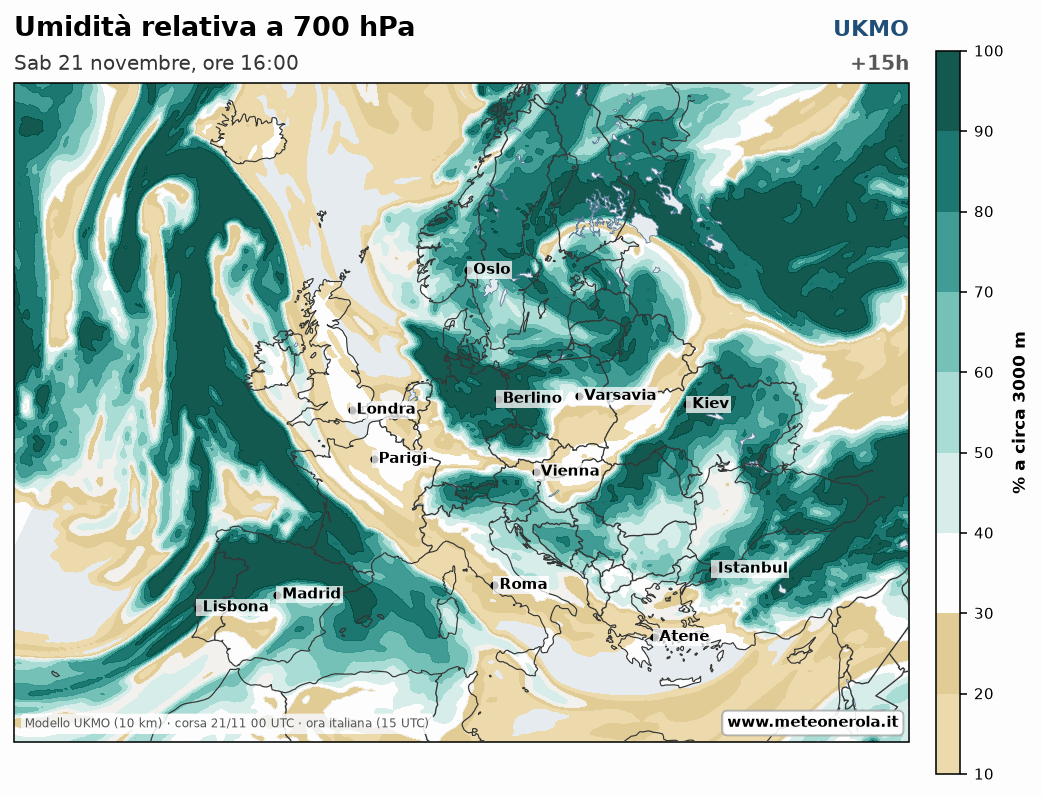 Umidità relativa a 700 hPa
UKMO
Sab 21 novembre, ore 16:00
+15h
100
90
80
70
60
50
40
30
20
10
% a circa 3000 m
Oslo
Berlino
Varsavia
Kiev
Londra
Parigi
Vienna
Istanbul
Roma
Madrid
Lisbona
Atene
Modello UKMO (10 km) · corsa 21/11 00 UTC · ora italiana (15 UTC)
www.meteonerola.it